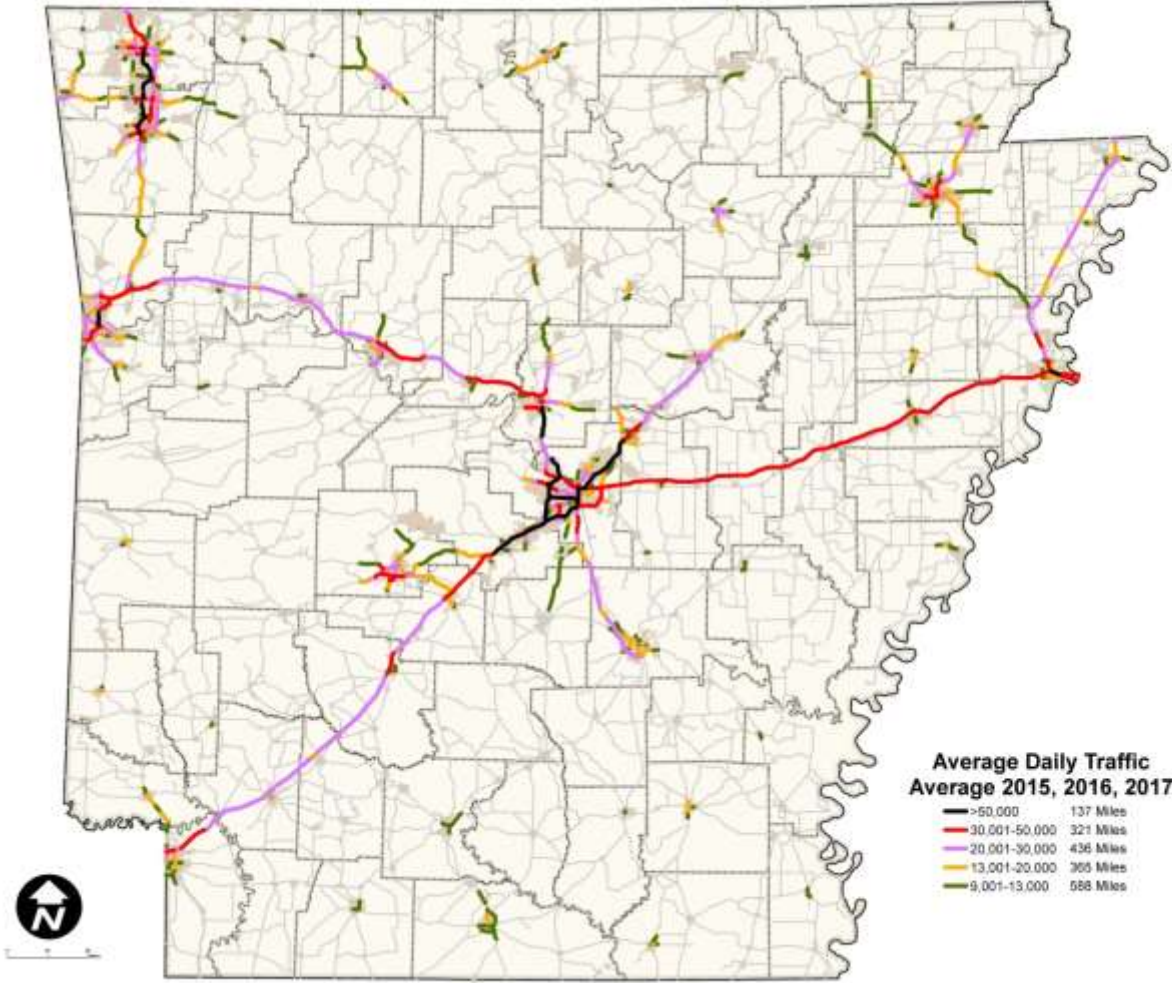 Average Daily Traffic
Average 2015, 2016, 2017
>50,000 137 Miles
30,001-50,000 321 Miles
20,001-30,000 436 Miles
13,001-20,000 365 Miles
9,001-13,000 588 Miles
N